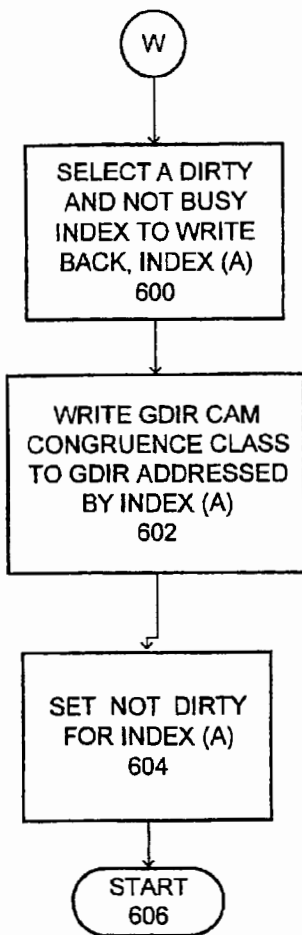 W
SELECT A DIRTY
AND NOT BUSY
INDEX TO WRITE
BACK, INDEX (A)
600
WRITE GDIR CAM
CONGRUENCE CLASS
TO GDIR ADDRESSED
BY INDEX (A)
602
SET NOT DIRTY
FOR INDEX (A)
604
START
606